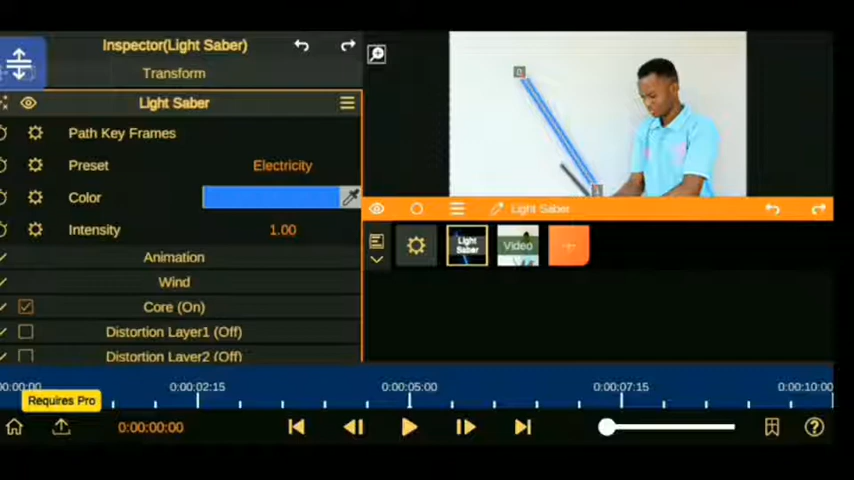 Inspector(Light Saber)
Transform
Light Saber
Path Key Frames
Preset
Electricity
Color
Intensity
1.00
Animation
Wind
Core (On)
Distortion Layer1 (Off)
Distortion Layer2 (Off)
0
1
Light Saber
Light
Saber
Video
+
00:00:00
0:00:02:15
0:00:05:00
0:00:07:15
0:00:10:00
Requires Pro
0:00:00:00